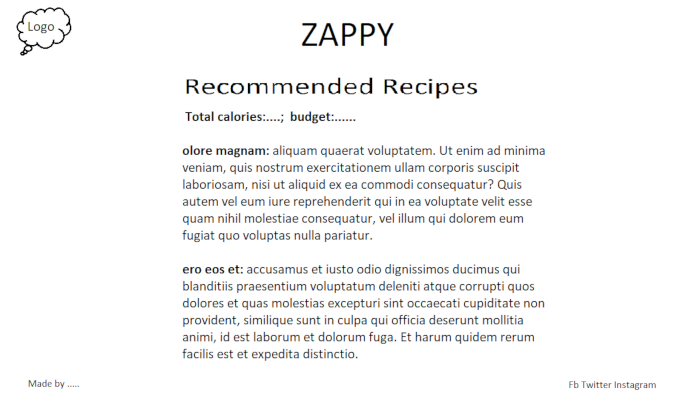 Logo
ZAPPY
Recommended Recipes
Total calories:....; budget:......
olore magnam: aliquam quaerat voluptatem. Ut enim ad minima
veniam, quis nostrum exercitationem ullam corporis suscipit
laboriosam, nisi ut aliquid ex ea commodi consequatur? Quis
autem vel eum iure reprehenderit qui in ea voluptate velit esse
quam nihil molestiae consequatur, vel illum qui dolorem eum
fugiat quo voluptas nulla pariatur.
ero eos et: accusamus et iusto odio dignissimos ducimus qui
blanditiis praesentium voluptatum deleniti atque corrupti quos
dolores et quas molestias excepturi sint occaecati cupiditate non
provident, similique sunt in culpa qui officia deserunt mollitia
animi, id est laborum et dolorum fuga. Et harum quidem rerum
facilis est et expedita distinctio.
Made by .....
Fb Twitter Instagram